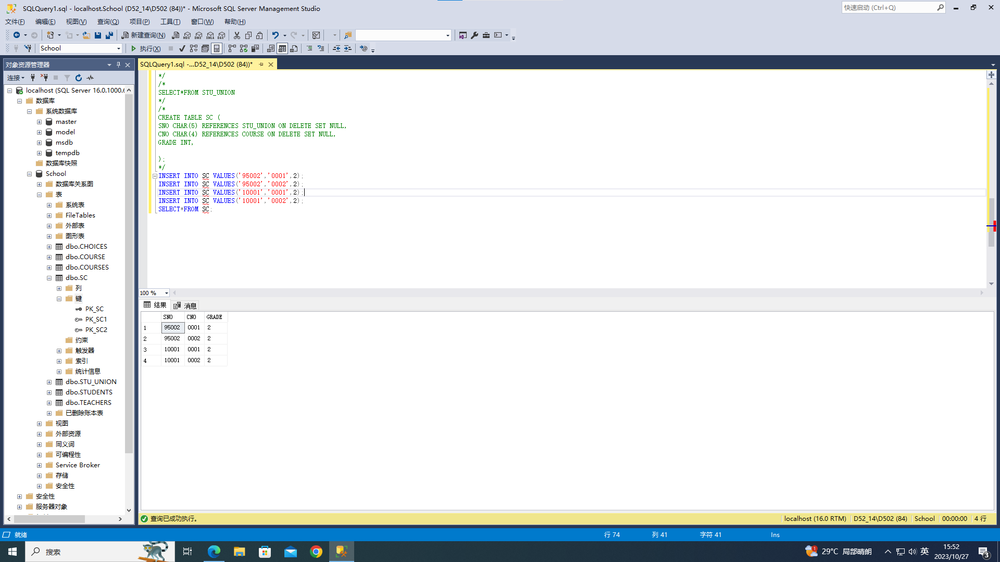 SQLQuery1.sql - localhost.School (D52_14\D502 (84))* - Microsoft SQL Server Management Studio
快速启动 (Ctrl+Q)
文件(F) 编辑(E) 视图(V) 查询(Q) 项目(P) 工具(T) 窗口(W) 帮助(H)
新建查询(N) MDX DMX XMLA DAX
School 执行(X)
对象资源管理器
SQLQuery1.sql -...D52_14\D502 (84))*
连接
localhost (SQL Server 16.0.1000.6
数据库
系统数据库
master
model
msdb
tempdb
数据库快照
School
数据库关系图
表
系统表
FileTables
外部表
图形表
dbo.CHOICES
dbo.COURSE
dbo.COURSES
dbo.SC
列
键
PK_SC
PK_SC1
PK_SC2
约束
触发器
索引
统计信息
dbo.STU_UNION
dbo.STUDENTS
dbo.TEACHERS
已删除账本表
视图
外部资源
同义词
可编程性
Service Broker
存储
安全性
安全性
服务器对象
*/
/*
SELECT*FROM STU_UNION
*/
/*
CREATE TABLE SC (
SNO CHAR(5) REFERENCES STU_UNION ON DELETE SET NULL,
CNO CHAR(4) REFERENCES COURSE ON DELETE SET NULL,
GRADE INT,
);
*/
INSERT INTO SC VALUES('95002','0001',2);
INSERT INTO SC VALUES('95002','0002',2);
INSERT INTO SC VALUES('10001','0001',2);
INSERT INTO SC VALUES('10001','0002',2);
SELECT*FROM SC;
100 %
结果 消息
SNO CNO GRADE
1 95002 0001 2
2 95002 0002 2
3 10001 0001 2
4 10001 0002 2
查询已成功执行。 localhost (16.0 RTM) D52_14\D502 (84) School 00:00:00 4 行
就绪 行 74 列 41 字符 41 Ins
搜索 1 29°C 局部晴朗 英 15:52
2023/10/27 3